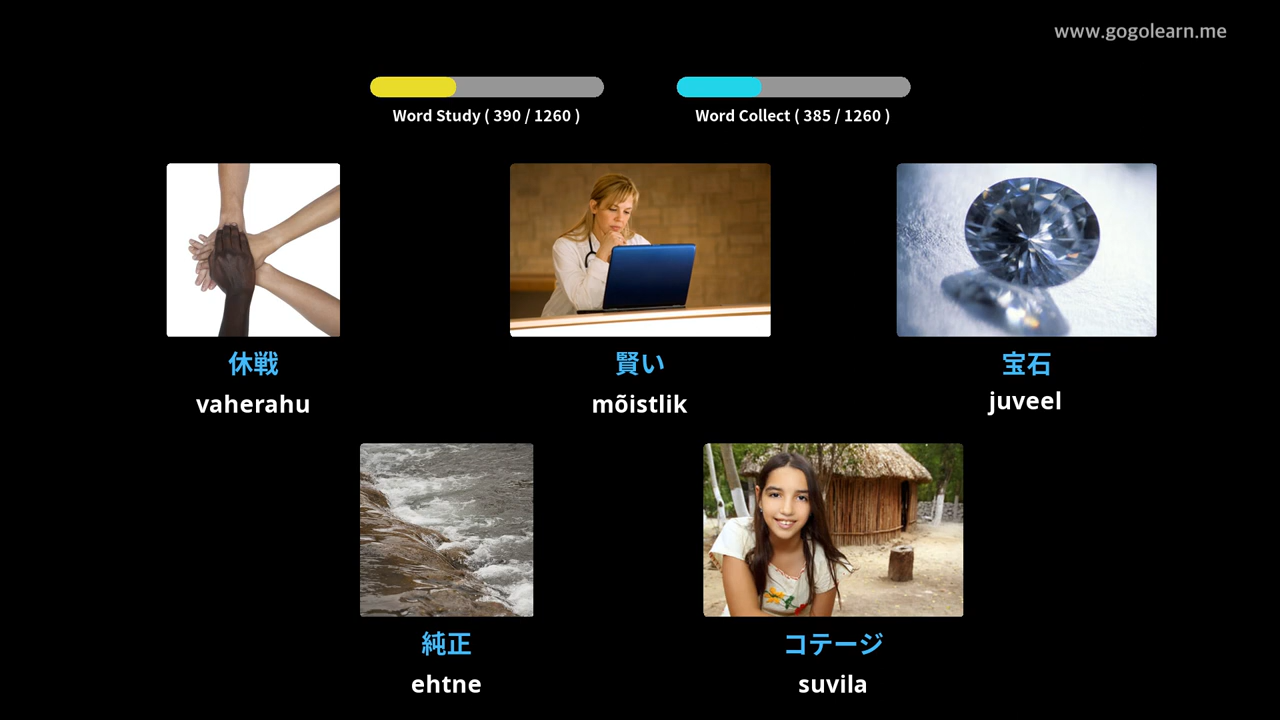 www.gogolearn.me
Word Study ( 390 / 1260 )
Word Collect ( 385 / 1260 )
休戦
vaherahu
賢い
mõistlik
宝石
juveel
純正
ehtne
コテージ
suvila